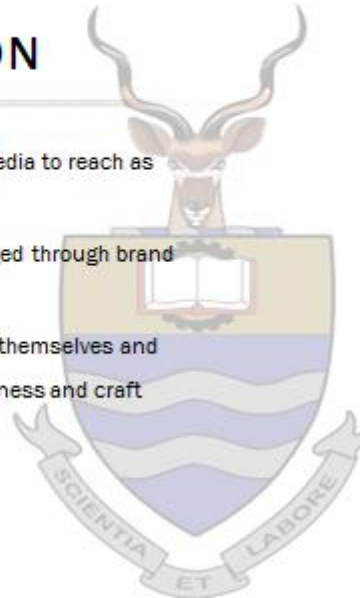 ON
edia to reach as
ed through brand
themselves and
ness and craft
SCIENTIA ET LABORE